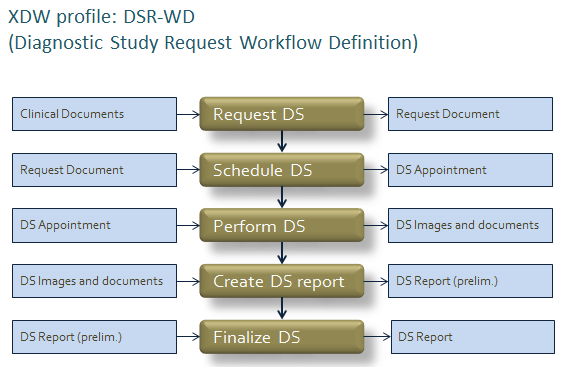 XDW profile: DSR-WD
(Diagnostic Study Request Workflow Definition)
Clinical Documents
Request DS
Request Document
Request Document
Schedule DS
DS Appointment
DS Appointment
Perform DS
DS Images and documents
DS Images and documents
Create DS report
DS Report (prelim.)
DS Report (prelim.)
Finalize DS
DS Report